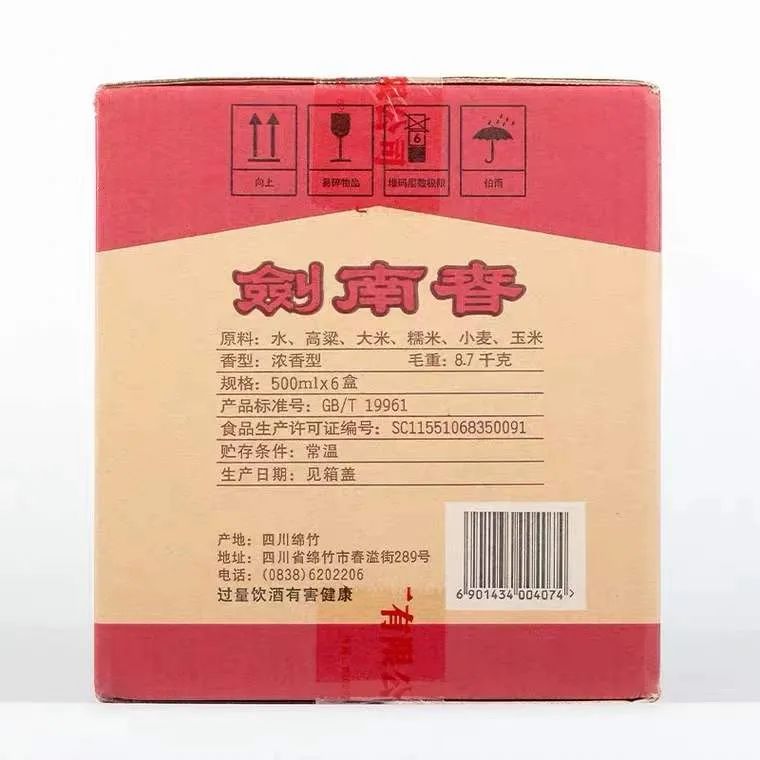 公司
6
向上
易碎物品
堆码层数极限
怕雨
劍南春
原料：水、高粱、大米、糯米、小麦、玉米
香型：浓香型 毛重：8.7千克
规格：500mlx6盒
产品标准号：GB/T 19961
食品生产许可证编号：SC11551068350091
贮存条件：常温
生产日期：见箱盖
产地：四川绵竹
地址：四川省绵竹市春溢街289号
电话：(0838)6202206
过量饮酒有害健康
6 901434 004074 >
有限公